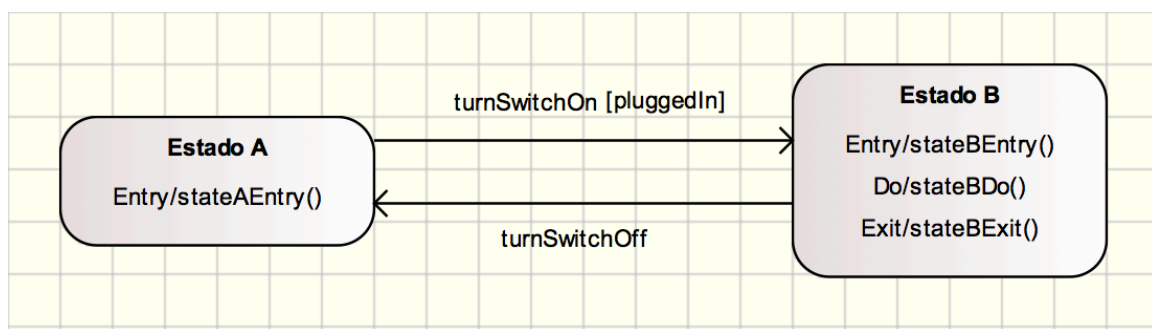 Estado A
Entry/stateAEntry()
turnSwitchOn [pluggedIn]
turnSwitchOff
Estado B
Entry/stateBEntry()
Do/stateBDo()
Exit/stateBExit()